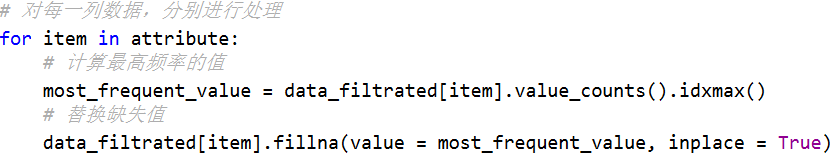 # 对每一列数据，分别进行处理
for item in attribute:
    # 计算最高频率的值
    most_frequent_value = data_filtrated[item].value_counts().idxmax()
    # 替换缺失值
    data_filtrated[item].fillna(value = most_frequent_value, inplace = True)